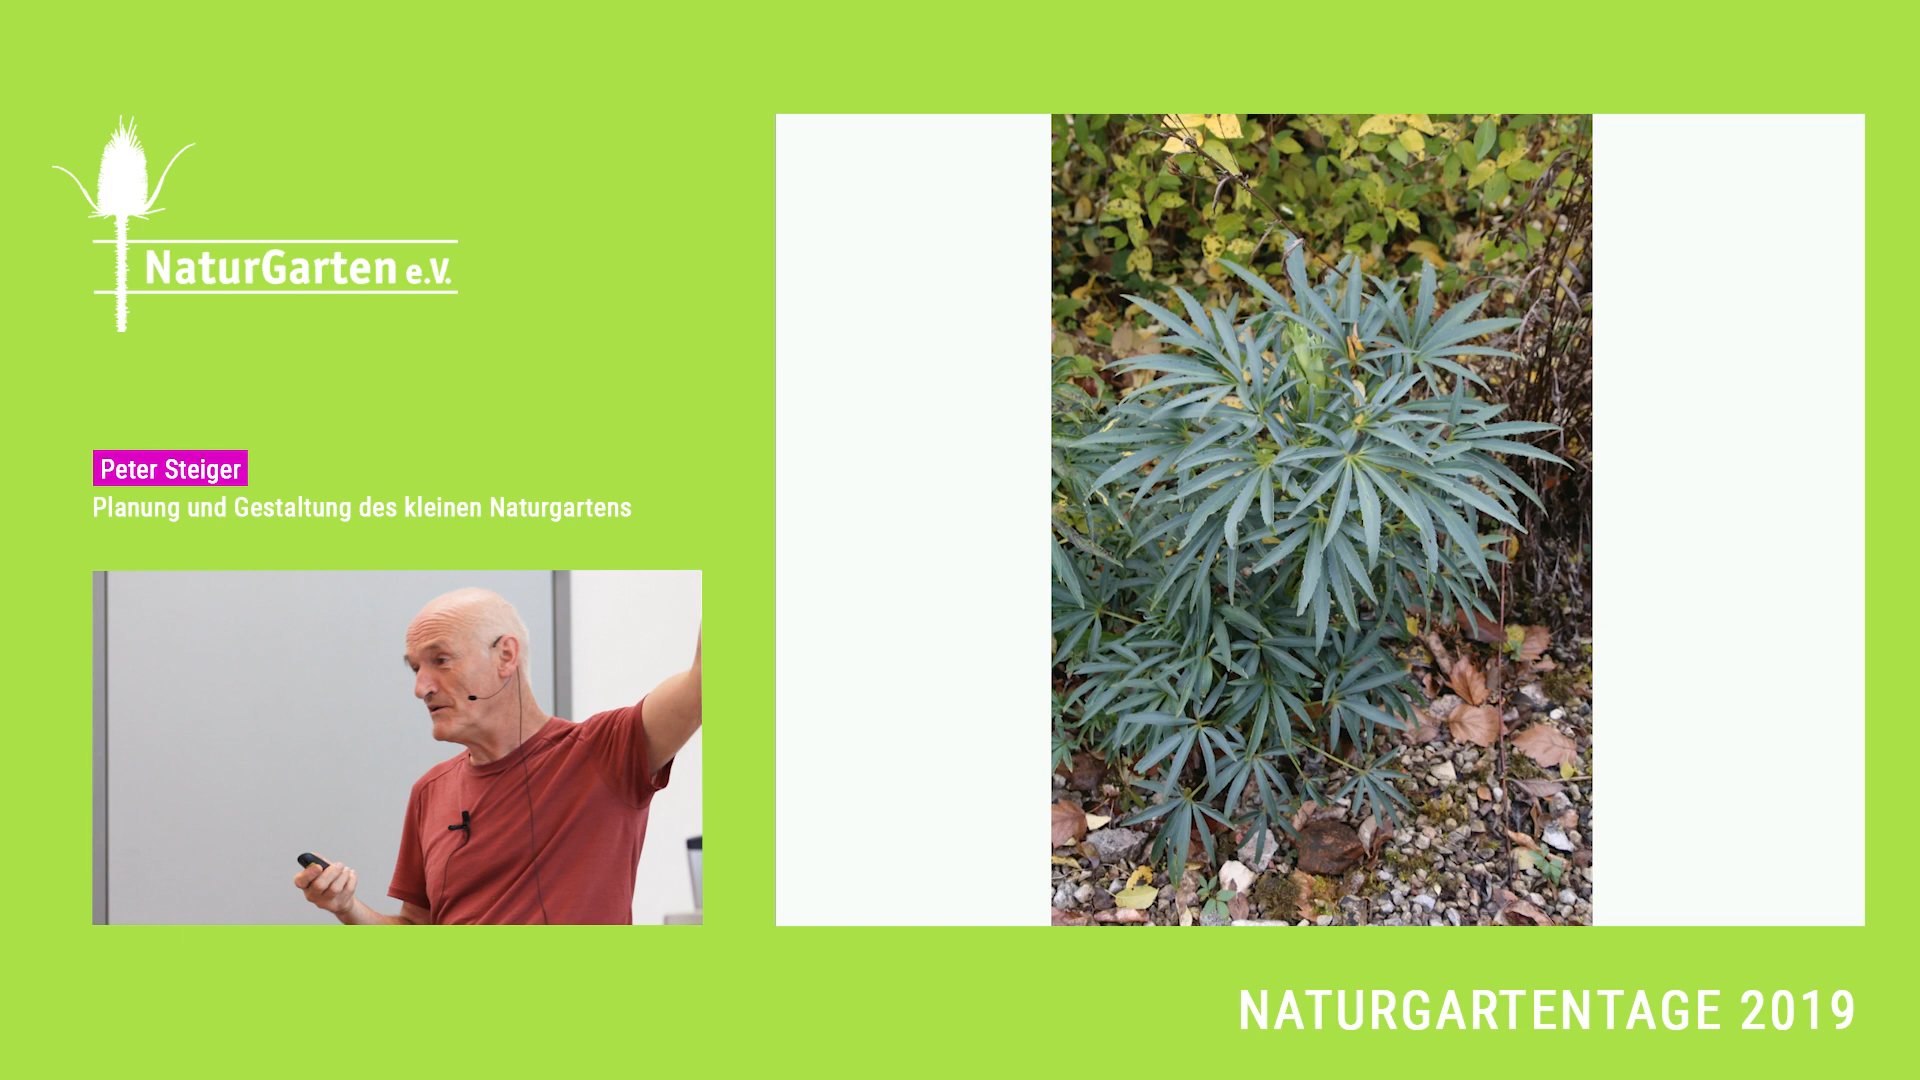 NaturGarten e.V.
Peter Steiger
Planung und Gestaltung des kleinen Naturgartens
NATURGARTENTAGE 2019